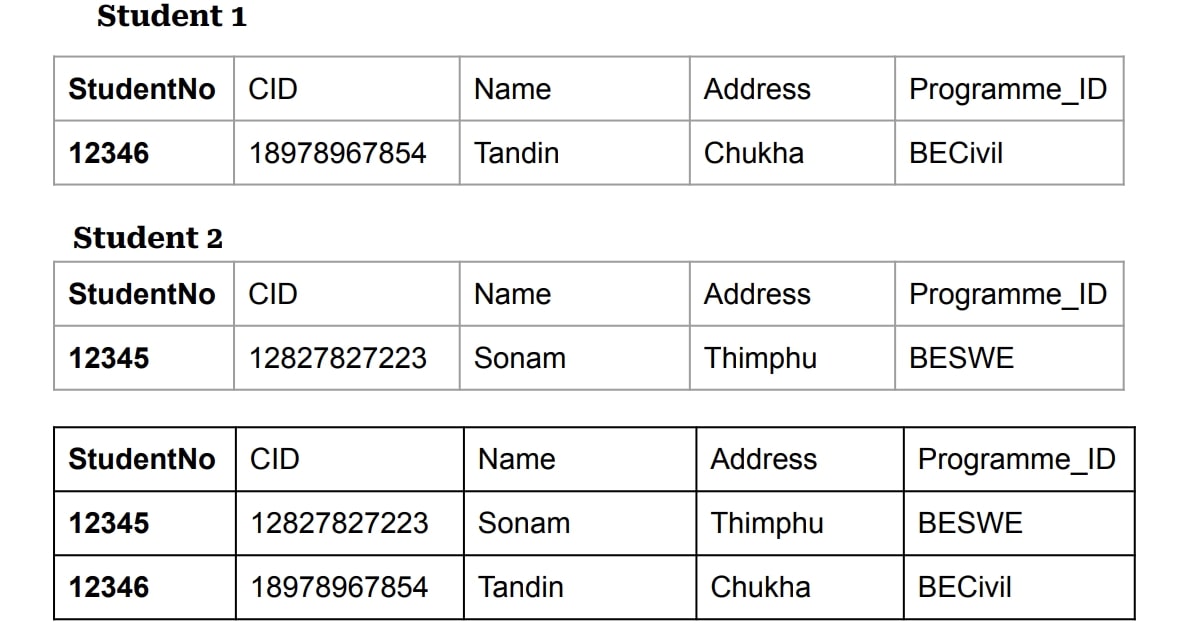 Student 1
StudentNo CID Name Address Programme_ID
12346 18978967854 Tandin Chukha BECivil
Student 2
StudentNo CID Name Address Programme_ID
12345 12827827223 Sonam Thimphu BESWE
StudentNo CID Name Address Programme_ID
12345 12827827223 Sonam Thimphu BESWE
12346 18978967854 Tandin Chukha BECivil